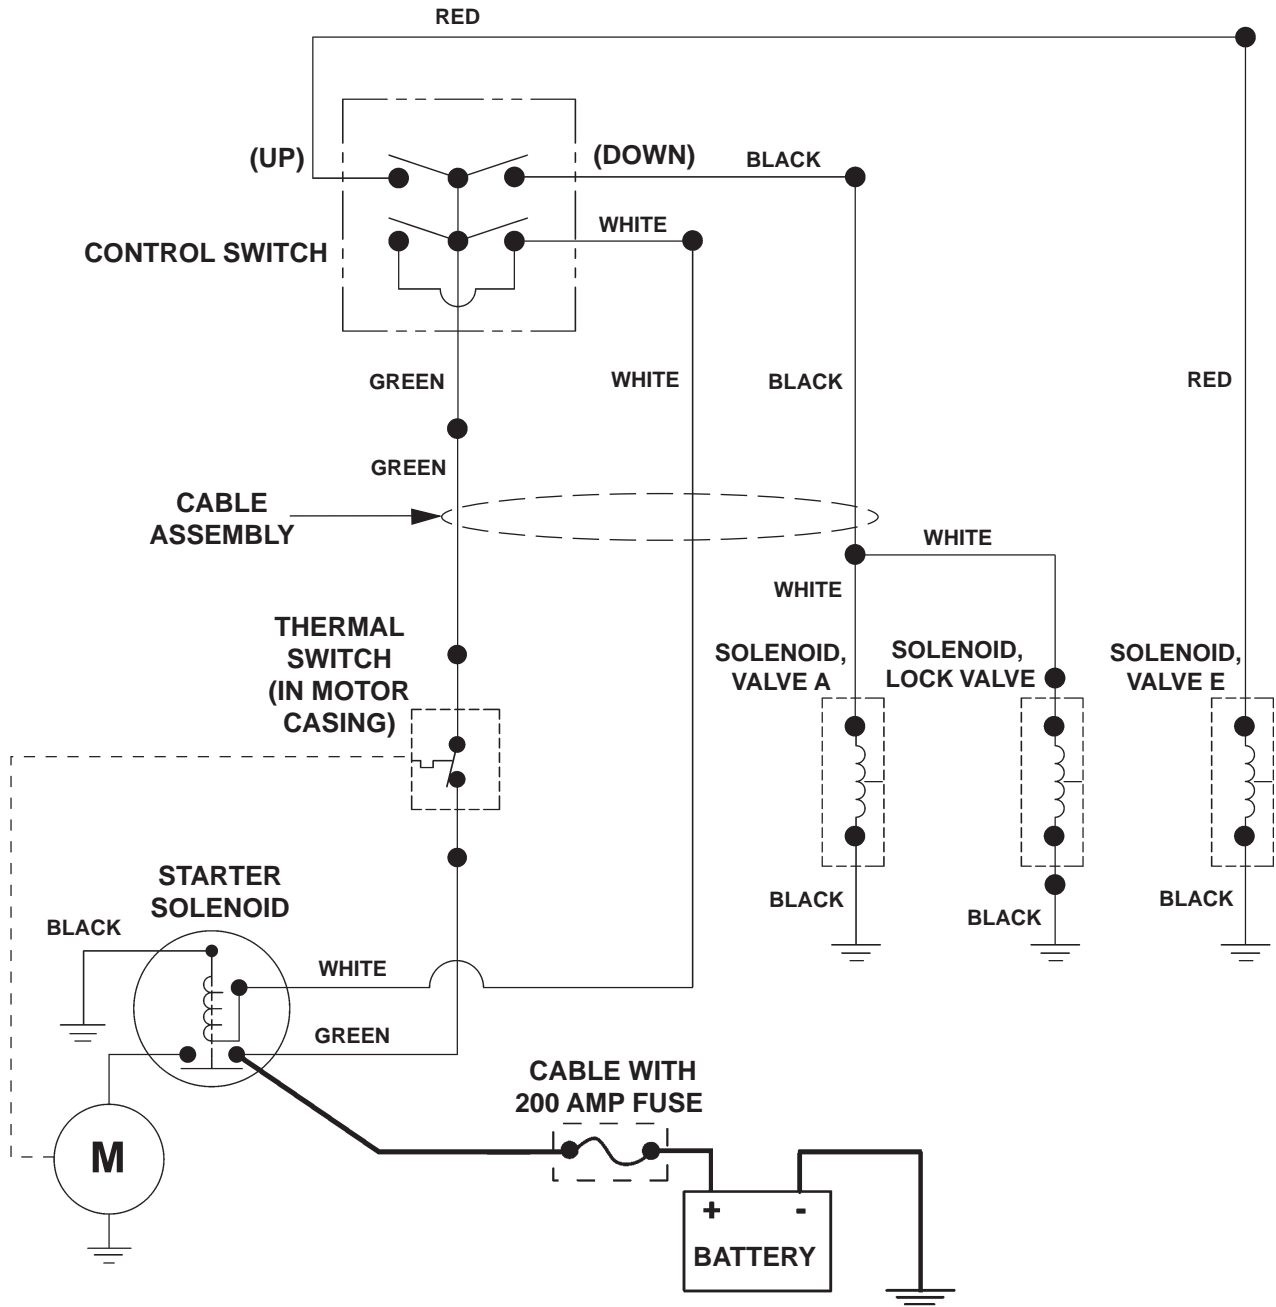 RED
(UP)
(DOWN)
BLACK
WHITE
CONTROL SWITCH
GREEN
WHITE
BLACK
RED
GREEN
CABLE
ASSEMBLY
WHITE
WHITE
THERMAL
SWITCH
(IN MOTOR
CASING)
SOLENOID,
VALVE A
SOLENOID,
LOCK VALVE
SOLENOID,
VALVE E
STARTER
SOLENOID
BLACK
BLACK
BLACK
BLACK
WHITE
GREEN
CABLE WITH
200 AMP FUSE
M
+
-
BATTERY